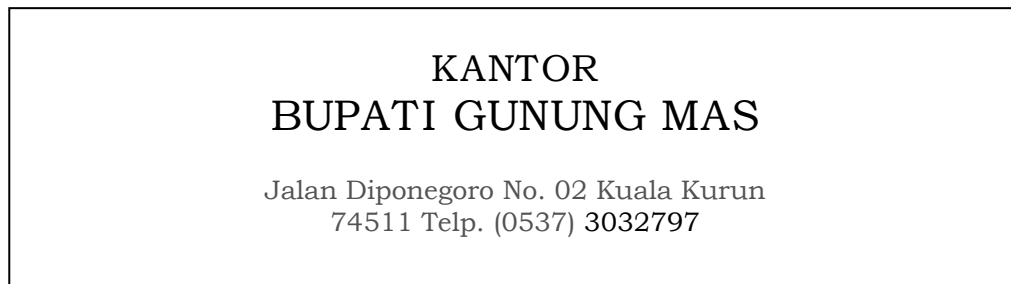 KANTOR
BUPATI GUNUNG MAS
Jalan Diponegoro No. 02 Kuala Kurun
74511 Telp. (0537) 3032797